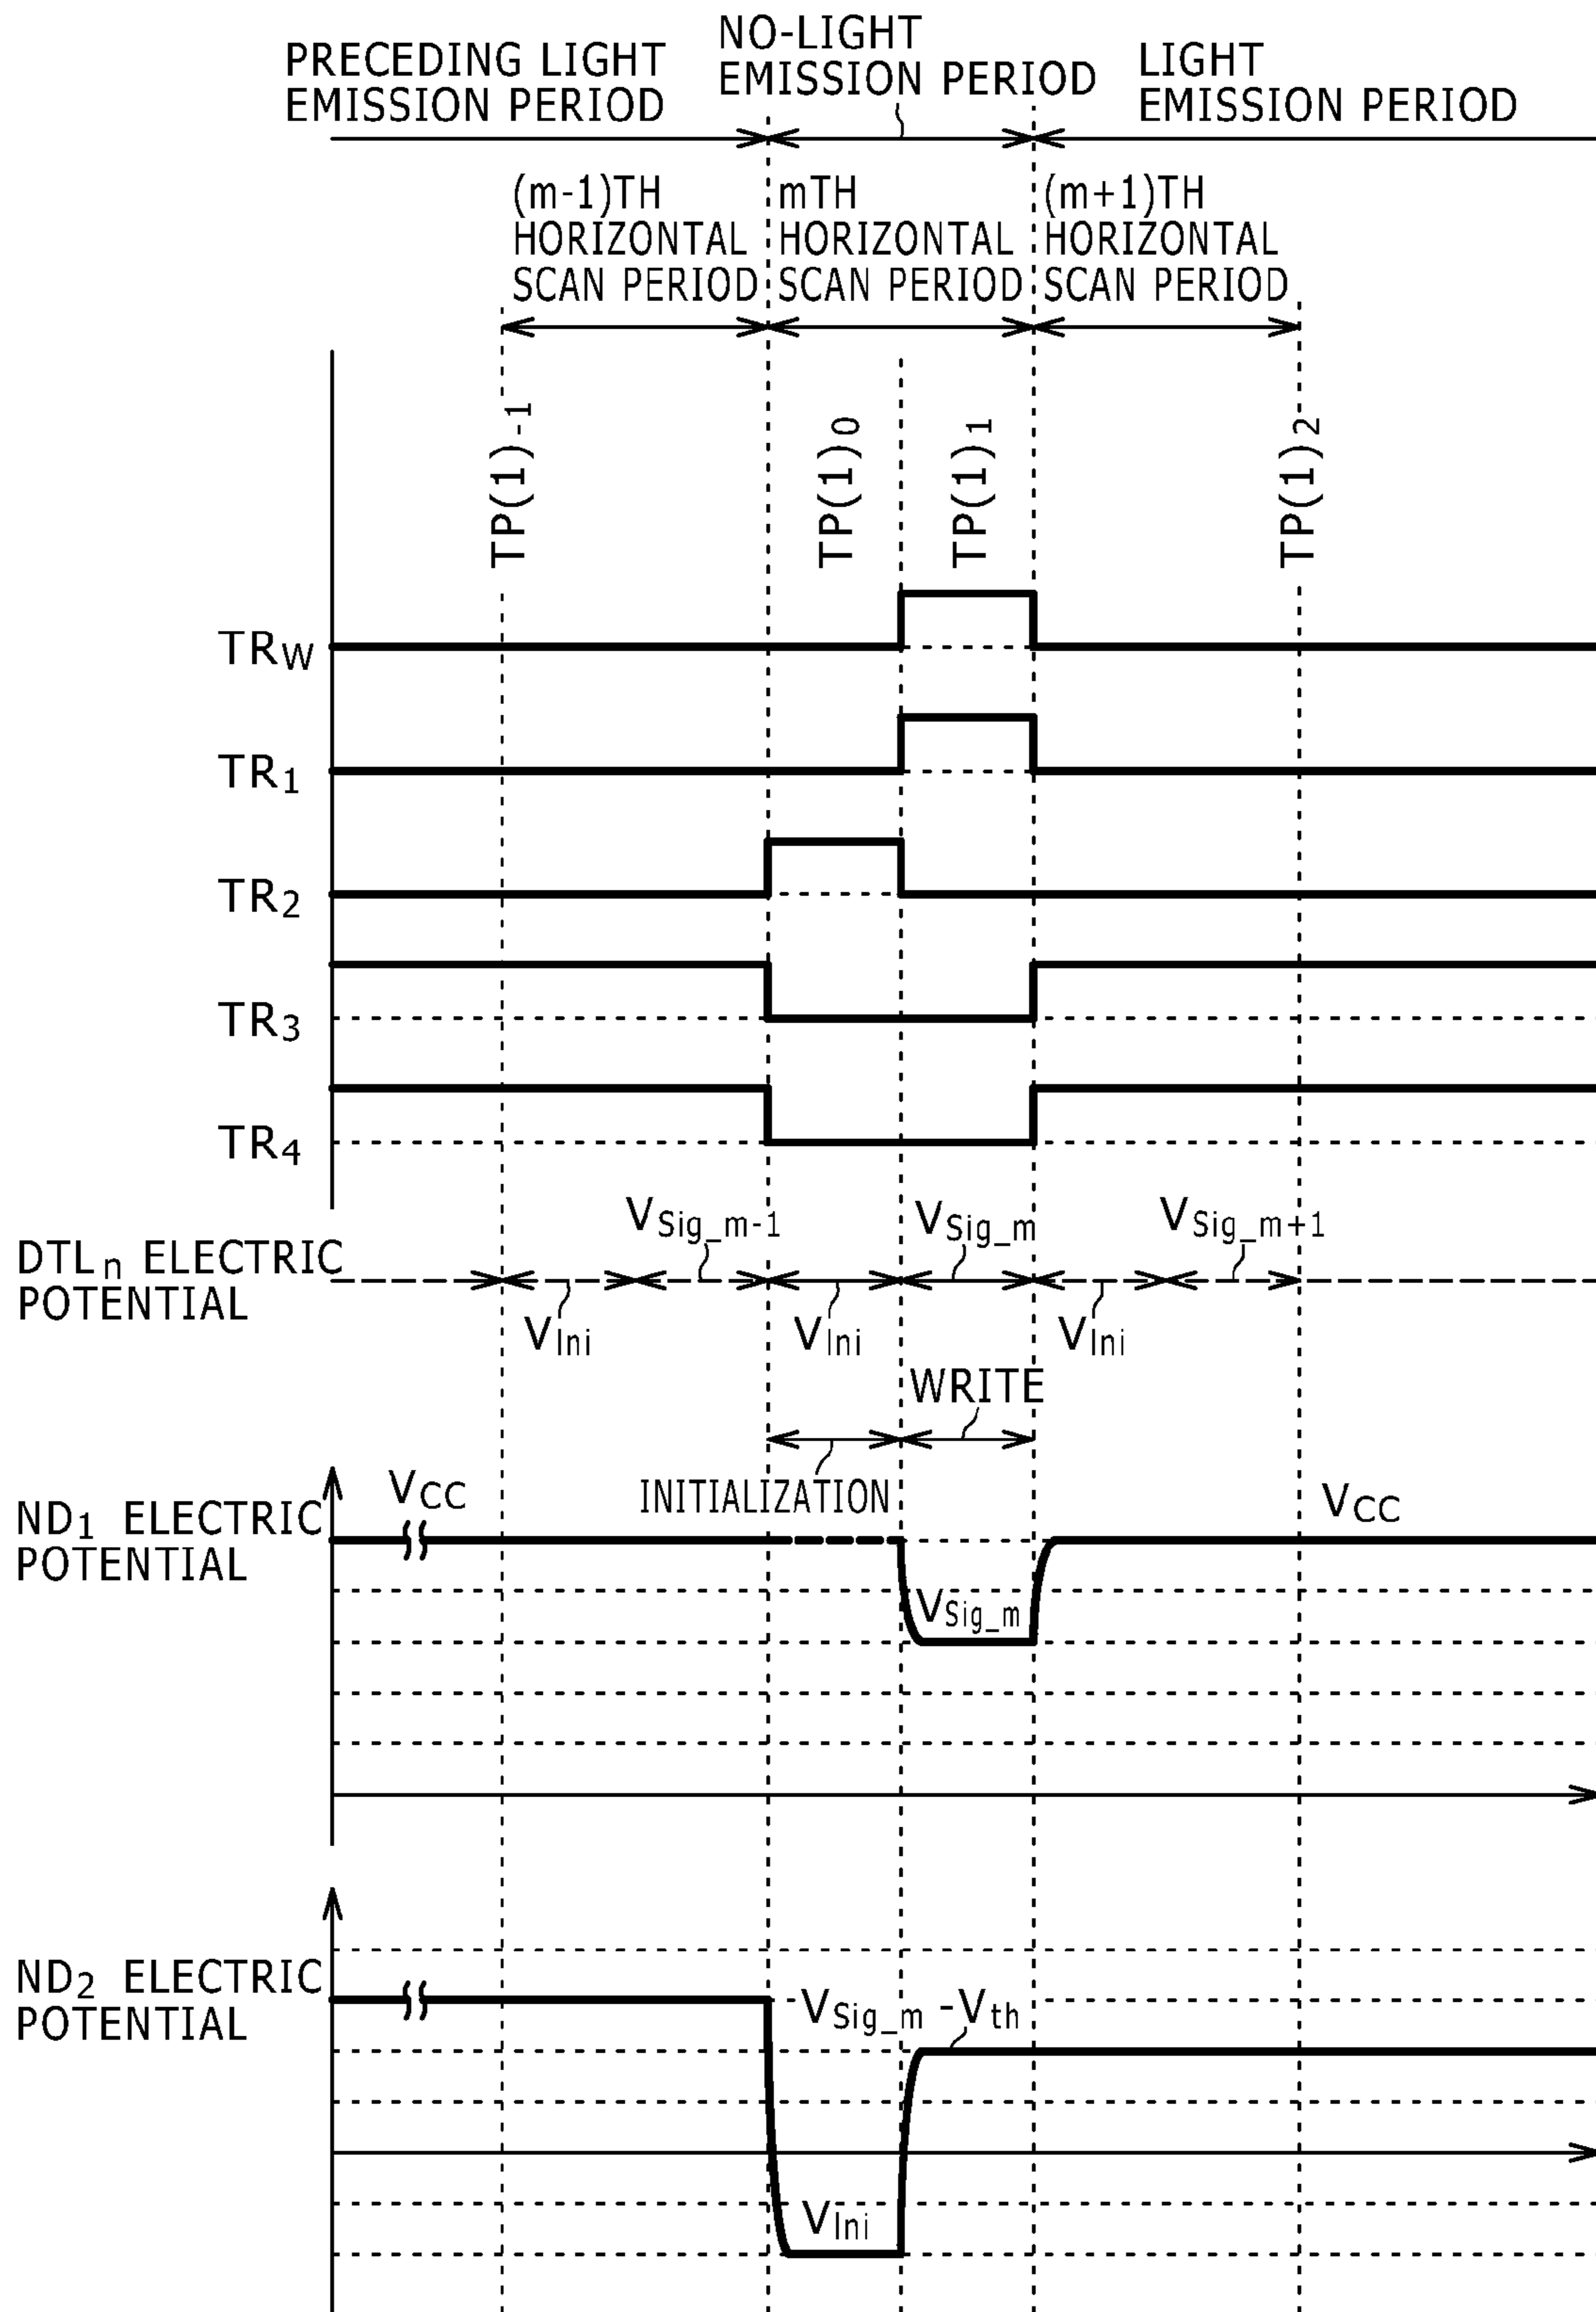 PRECEDING LIGHT
EMISSION PERIOD
NO-LIGHT
EMISSION PERIOD
LIGHT
EMISSION PERIOD
(m-1)TH
HORIZONTAL
SCAN PERIOD
mTH
HORIZONTAL
SCAN PERIOD
(m+1)TH
HORIZONTAL
SCAN PERIOD
TP(1)-1
TP(1)0
TP(1)1
TP(1)2
TRW
TR1
TR2
TR3
TR4
DTLn ELECTRIC
POTENTIAL
VSig_m-1
VSig_m
VSig_m+1
VIni
VIni
VIni
WRITE
INITIALIZATION
ND1 ELECTRIC
POTENTIAL
VCC
VCC
VSig_m
ND2 ELECTRIC
POTENTIAL
VSig_m -Vth
VIni